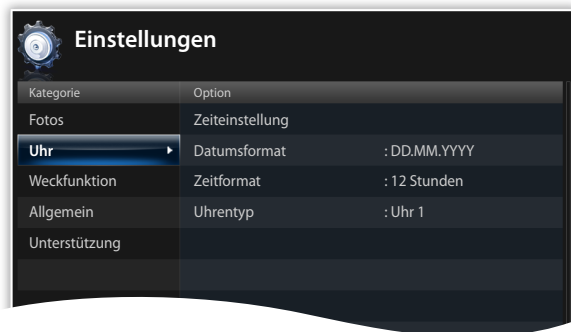 Einstellungen
Kategorie Option
Fotos Zeiteinstellung
Uhr Datumsformat : DD.MM.YYYY
Weckfunktion Zeitformat : 12 Stunden
Allgemein Uhrentyp : Uhr 1
Unterstützung